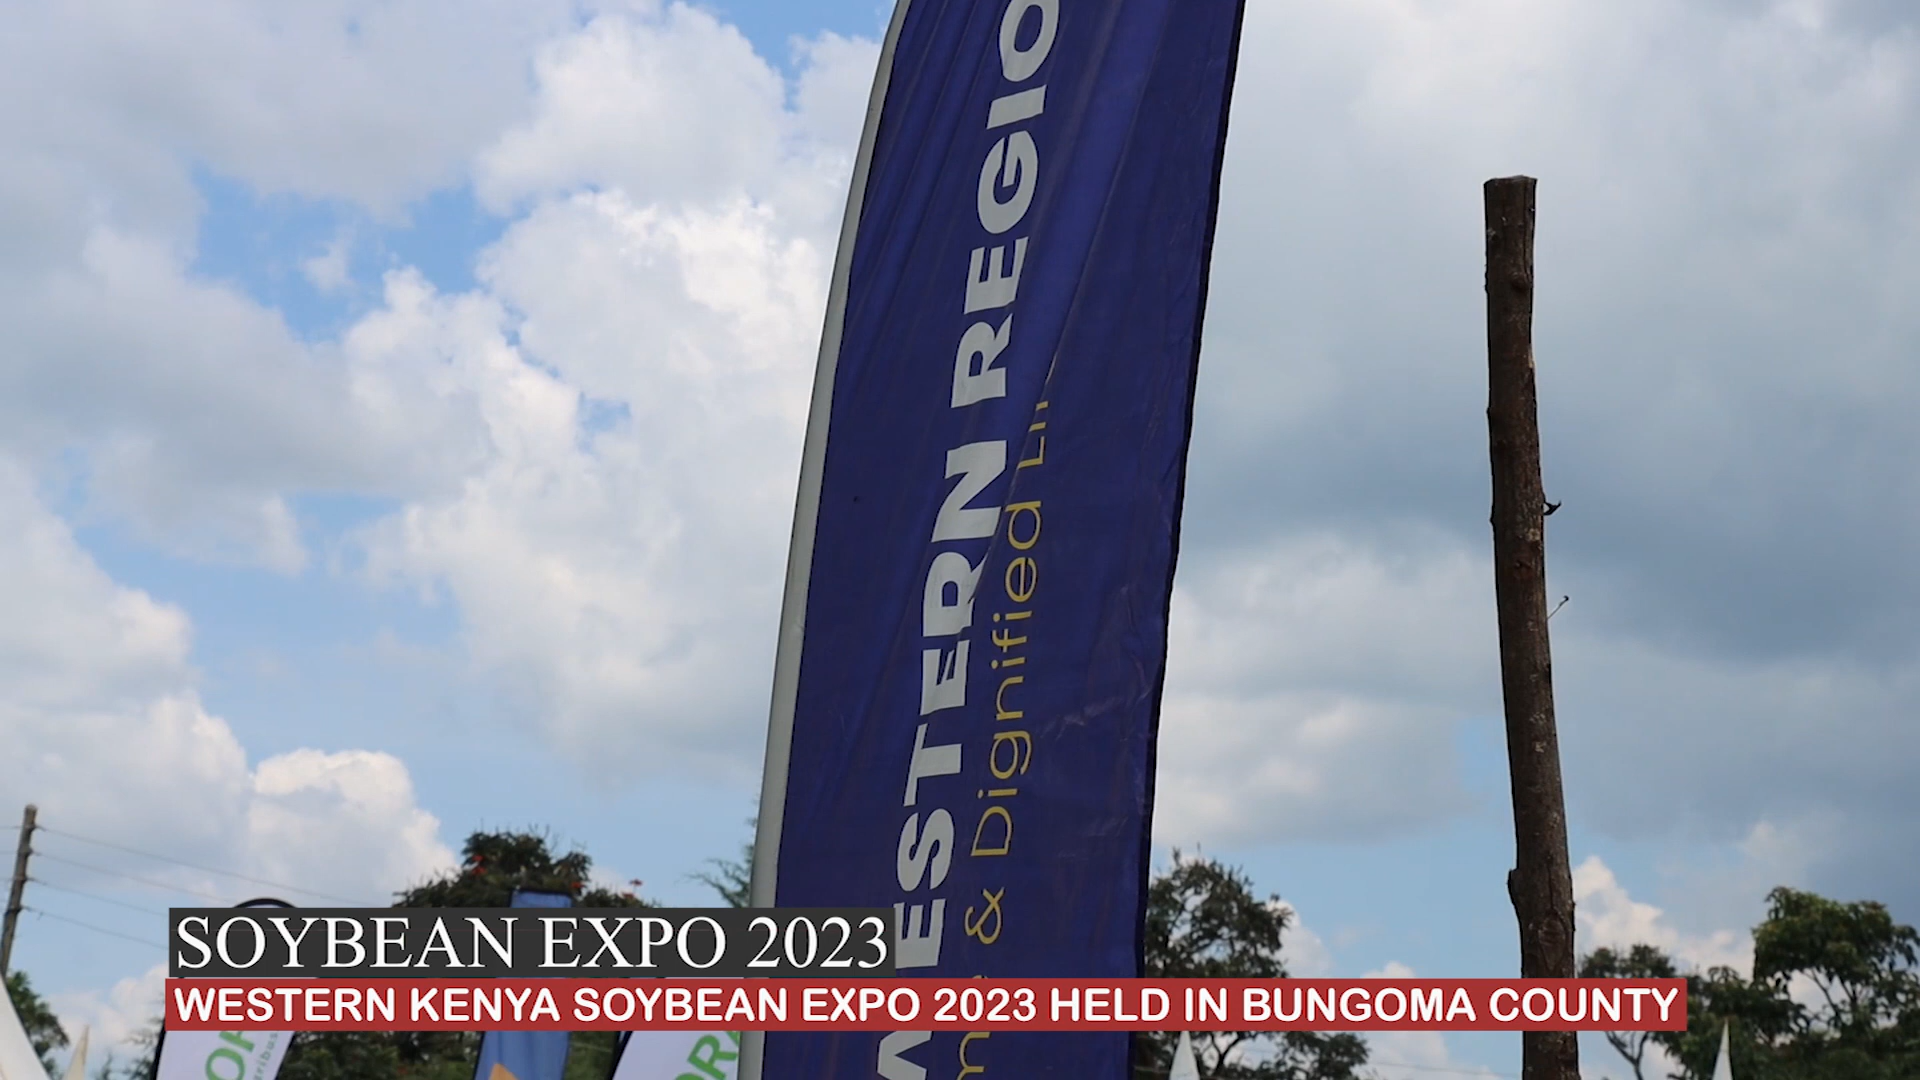 WESTERN REGIO
& Dignified
SOYBEAN EXPO 2023
WESTERN KENYA SOYBEAN EXPO 2023 HELD IN BUNGOMA COUNTY